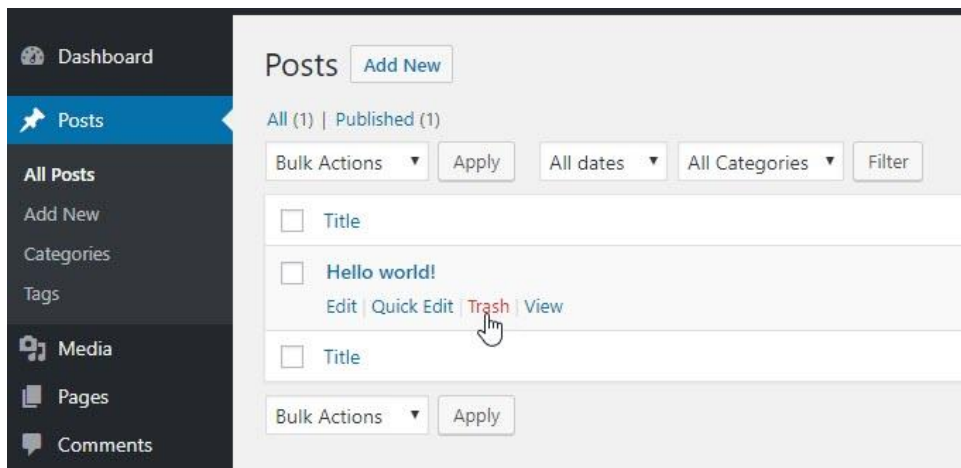 Dashboard
Posts
All Posts
Add New
Categories
Tags
Media
Pages
Comments
Posts Add New
All (1) | Published (1)
Bulk Actions Apply All dates All Categories Filter
Title
Hello world!
Edit | Quick Edit | Trash | View
Title
Bulk Actions Apply